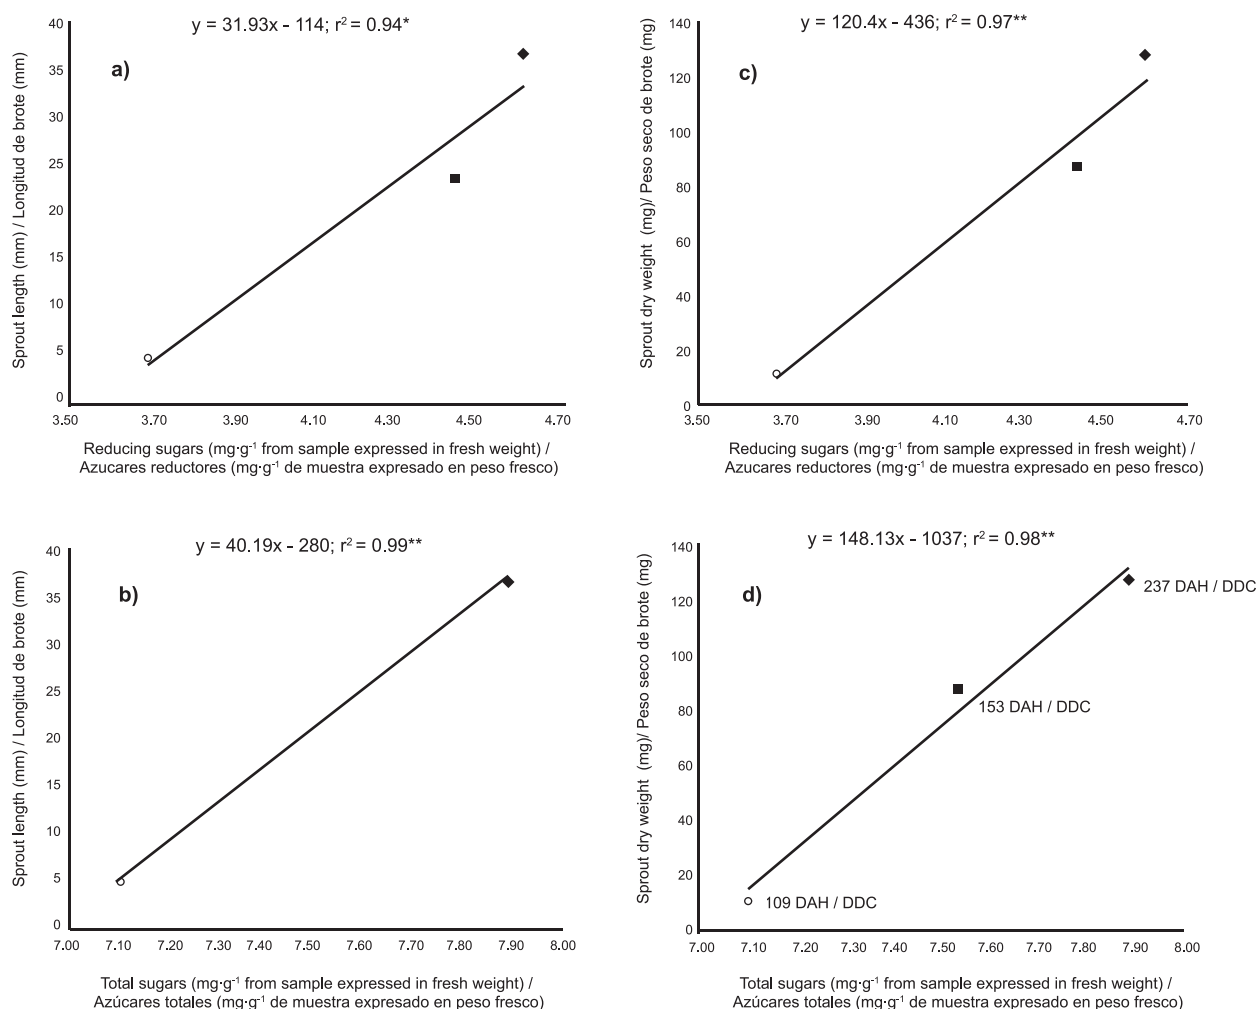 y = 31.93x - 114; r² = 0.94*
a)
Sprout length (mm) / Longitud de brote (mm)
40
35
30
25
20
15
10
5
0
3.50 3.70 3.90 4.10 4.30 4.50 4.70
Reducing sugars (mg·g⁻¹ from sample expressed in fresh weight) /
Azucares reductores (mg·g⁻¹ de muestra expresado en peso fresco)
y = 120.4x - 436; r² = 0.97**
c)
Sprout dry weight (mg)/ Peso seco de brote (mg)
140
120
100
80
60
40
20
0
3.50 3.70 3.90 4.10 4.30 4.50 4.70
Reducing sugars (mg·g⁻¹ from sample expressed in fresh weight) /
Azucares reductores (mg·g⁻¹ de muestra expresado en peso fresco)
y = 40.19x - 280; r² = 0.99**
b)
Sprout length (mm) / Longitud de brote (mm)
40
35
30
25
20
15
10
5
0
7.00 7.10 7.20 7.30 7.40 7.50 7.60 7.70 7.80 7.90 8.00
Total sugars (mg·g⁻¹ from sample expressed in fresh weight) /
Azúcares totales (mg·g⁻¹ de muestra expresado en peso fresco)
y = 148.13x - 1037; r² = 0.98**
d)
Sprout dry weight (mg)/ Peso seco de brote (mg)
140
120
100
80
60
40
20
0
237 DAH / DDC
153 DAH / DDC
109 DAH / DDC
7.00 7.10 7.20 7.30 7.40 7.50 7.60 7.70 7.80 7.90 8.00
Total sugars (mg·g⁻¹ from sample expressed in fresh weight) /
Azúcares totales (mg·g⁻¹ de muestra expresado en peso fresco)